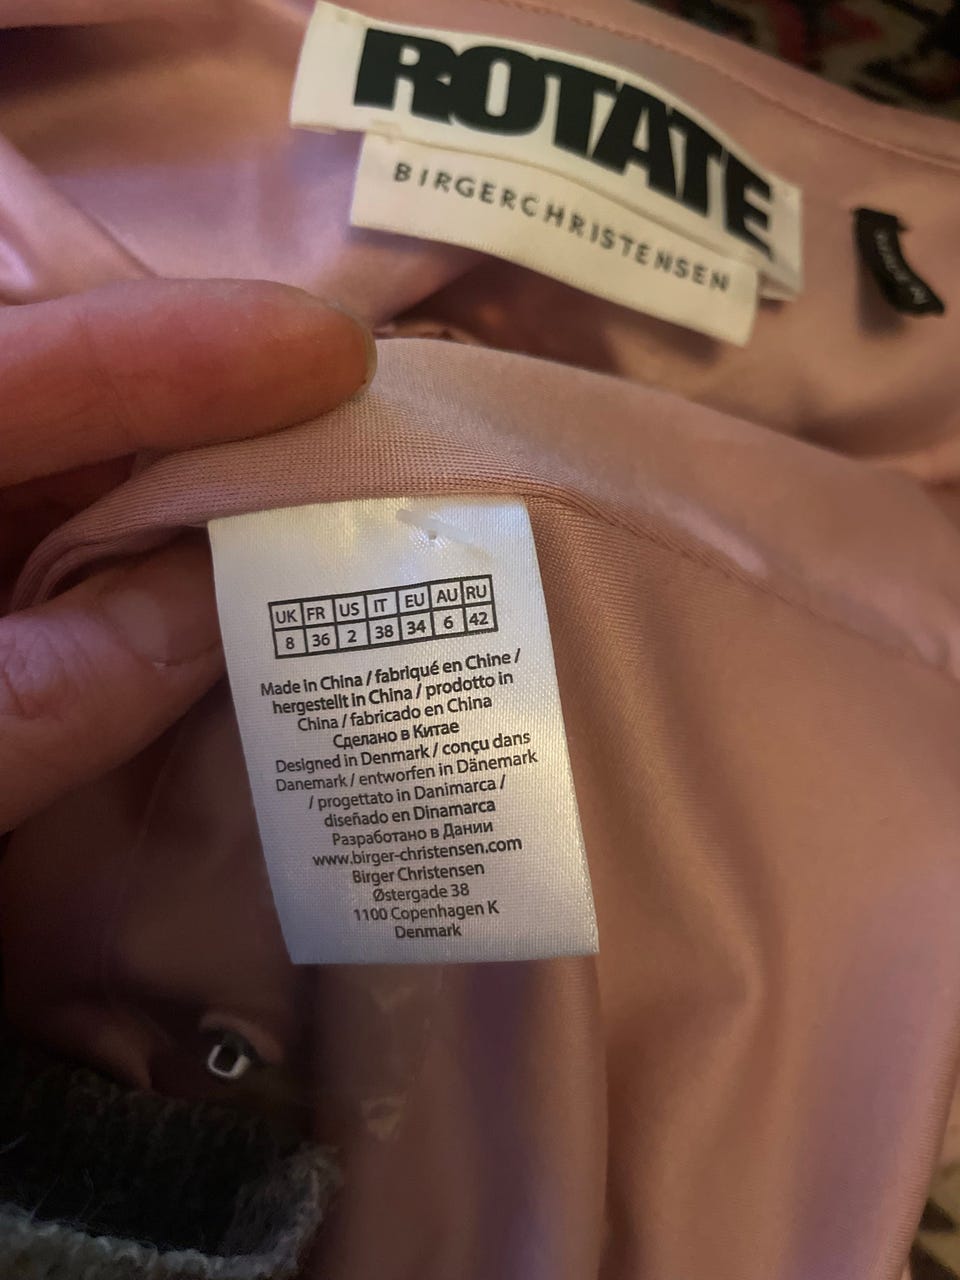 ROTATE
BIRGERCHRISTENSEN
UK FR US IT EU AU RU
8 36 2 38 34 6 42
Made in China / fabriqué en Chine /
hergestellt in China / prodotto in
China / fabricado en China
Сделано в Китае
Designed in Denmark / conçu dans
Danemark / entworfen in Dänemark
/ progettato in Danimarca /
diseñado en Dinamarca
Разработано в Дании
www.birger-christensen.com
Birger Christensen
Østergade 38
1100 Copenhagen K
Denmark